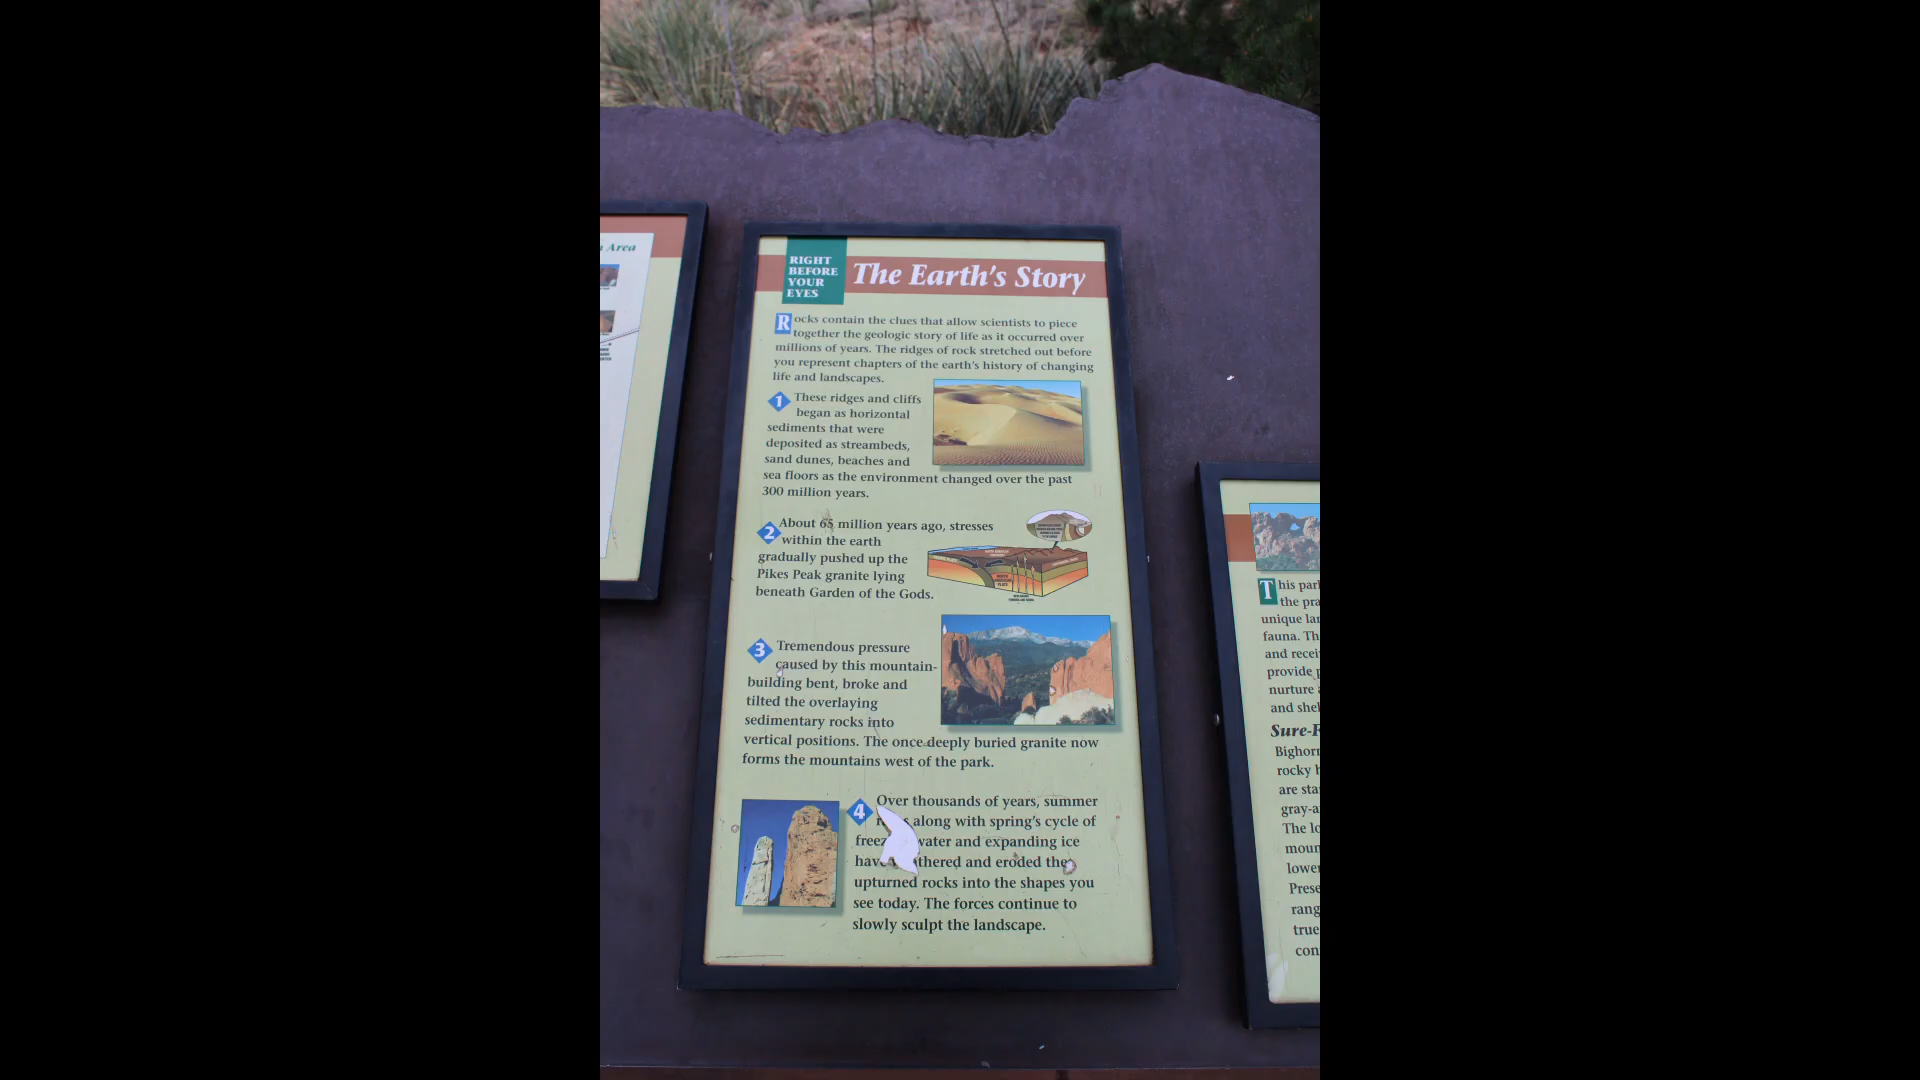 n Area
RIGHT
BEFORE
YOUR
EYES
The Earth's Story
Rocks contain the clues that allow scientists to piece
together the geologic story of life as it occurred over
millions of years. The ridges of rock stretched out before
you represent chapters of the earth's history of changing
life and landscapes.
1 These ridges and cliffs
began as horizontal
sediments that were
deposited as streambeds,
sand dunes, beaches and
sea floors as the environment changed over the past
300 million years.
2 About 65 million years ago, stresses
within the earth
gradually pushed up the
Pikes Peak granite lying
beneath Garden of the Gods.
3 Tremendous pressure
caused by this mountain-
building bent, broke and
tilted the overlaying
sedimentary rocks into
vertical positions. The once deeply buried granite now
forms the mountains west of the park.
4 Over thousands of years, summer
along with spring's cycle of
freez water and expanding ice
hav thered and eroded the
upturned rocks into the shapes you
see today. The forces continue to
slowly sculpt the landscape.
This par
the pra
unique la
fauna. Th
and recei
provide
nurture
and shel
Sure-F
Bighor
rocky h
are sta
gray-a
The lo
moun
lowe
Prese
rang
true
con